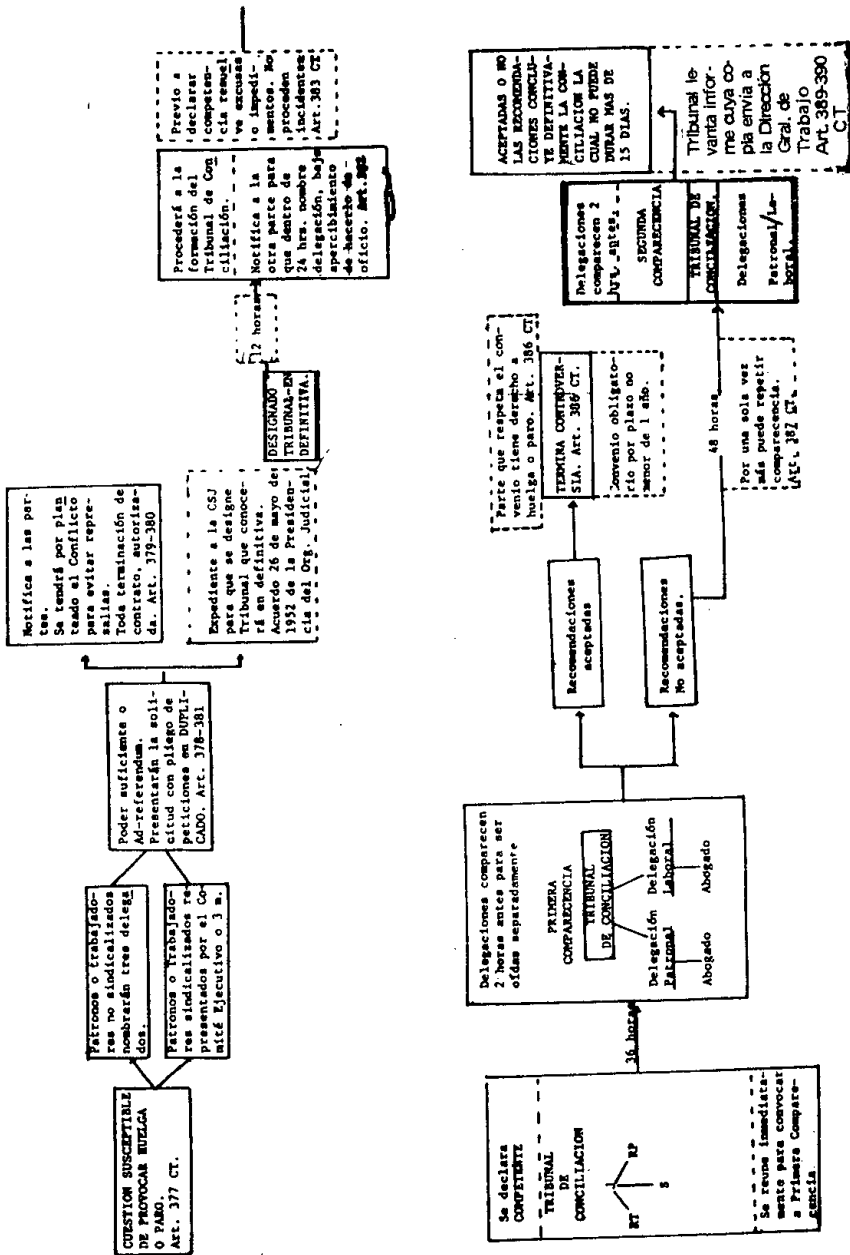 CUESTION SUSCEPTIBLE
DE PROVOCAR HUELGA
O PARO.
Art. 377 CT.
Patronos o trabajado-
res no sindicalizados
nombrarán tres delega
dos.
Patronos o Trabajado-
res sindicalizados re
presentados por el Co
mité Ejecutivo o 3 m.
Poder suficiente o
Ad-referendum.
Presentarán la soli-
citud con pliego de
peticiones en DUPLI-
CADO. Art. 378-381
Notifica a las par-
tes.
Se tendrá por plan
teado el Conflicto
para evitar repre-
salias.
Toda terminación de
contrato, autoriza-
da. Art. 379-380
Expediente a la CSJ
para que se designe
Tribunal que conoce-
rá en definitiva.
Acuerdo 26 de mayo de
1952 de la Presiden-
cia del Org. Judicial
DESIGNADO
TRIBUNAL-EN
DEFINITIVA.
12 horas
Procederá a la
formación del
Tribunal de Con
ciliación.
Notifica a la
otra parte para
que dentro de
24 hrs. nombre
delegación, bajo
apercibimiento
de hacerlo de
oficio. Art.
Previo a
declarar
competen-
cia resuel
ve excusas
o impedi-
mentos. No
proceden
incidentes
Art.383 CT
Se declara
COMPETENTE
TRIBUNAL
DE
CONCILIACION
RT
S
RP
Se reune inmediata-
mente para convocar
a Primera Compare-
cencia.
36 horas
Delegaciones comparecen
2 horas antes para ser
oídas separadamente
PRIMERA
COMPARECENCIA
TRIBUNAL
DE CONCILIACION
Delegación
Patronal
Abogado
Delegación
Laboral
Abogado
Recomendaciones
aceptadas
Recomendaciones
No aceptadas.
Parte que respeta el con-
venio tiene derecho a
huelga o paro. Art. 386 CT
TERMINA CONTROVER-
SIA. Art. 386 CT.
Convenio obligato-
rio por plazo no
menor de 1 año.
48 horas
Por una sola vez
más puede repetir
comparecencia.
Art. 387 CT.
Delegaciones
comparecen 2
antes.
SEGUNDA
COMPARECENCIA
TRIBUNAL DE
CONCILIACION.
Delegaciones
Patronal/La-
boral.
ACEPTADAS O NO
LAS RECOMENDA-
CIONES CONCLU-
YE DEFINITIVA-
MENTE LA CON-
CILIACION LA
CUAL NO PUEDE
DURAR MAS DE
15 DIAS.
Tribunal le-
vanta infor-
me cuya co-
pia envía a
la Dirección
Gral. de
Trabajo
Art. 389-390
C T